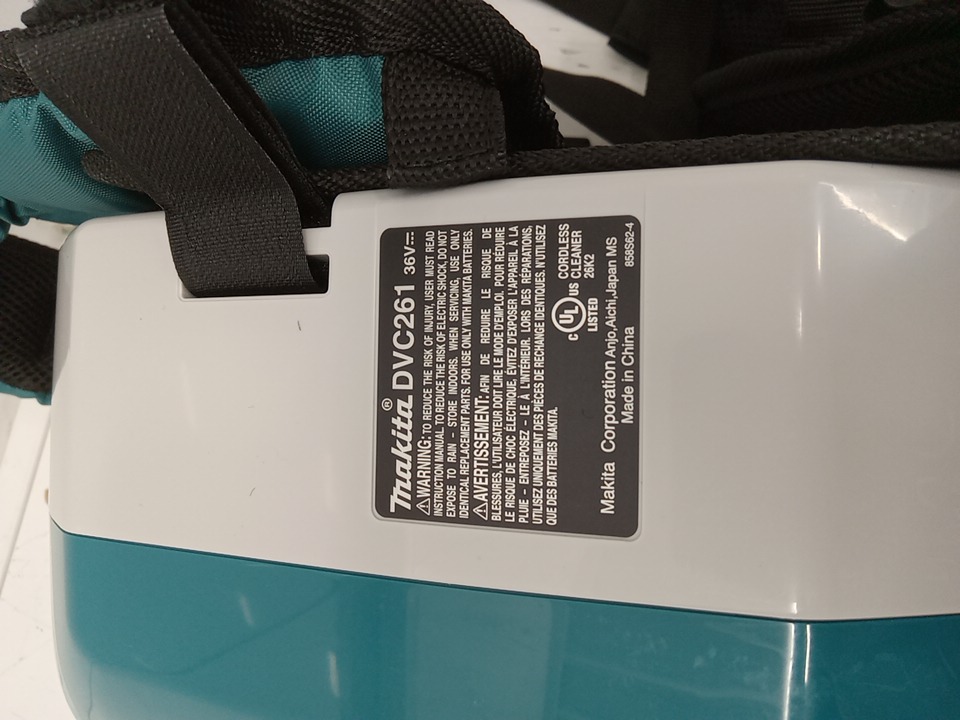 makita® DVC261 36V⎓
⚠WARNING: TO REDUCE THE RISK OF INJURY, USER MUST READ
INSTRUCTION MANUAL. TO REDUCE THE RISK OF ELECTRIC SHOCK, DO NOT
EXPOSE TO RAIN - STORE INDOORS. WHEN SERVICING, USE ONLY
IDENTICAL REPLACEMENT PARTS. FOR USE ONLY WITH MAKITA BATTERIES.
⚠AVERTISSEMENT: AFIN DE REDUIRE LE RISQUE DE
BLESSURES, L'UTILISATEUR DOIT LIRE LE MODE D'EMPLOI. POUR RÉDUIRE
LE RISQUE DE CHOC ÉLECTRIQUE, ÉVITEZ D'EXPOSER L'APPAREIL À LA
PLUIE - ENTREPOSEZ - LE À L'INTÉRIEUR. LORS DES RÉPARATIONS,
UTILISEZ UNIQUEMENT DES PIÈCES DE RECHANGE IDENTIQUES. N'UTILISEZ
QUE DES BATTERIES MAKITA.
c UL us
LISTED
CORDLESS
CLEANER
26K2
Makita Corporation Anjo,Aichi,Japan MS
Made in China
858S62-4